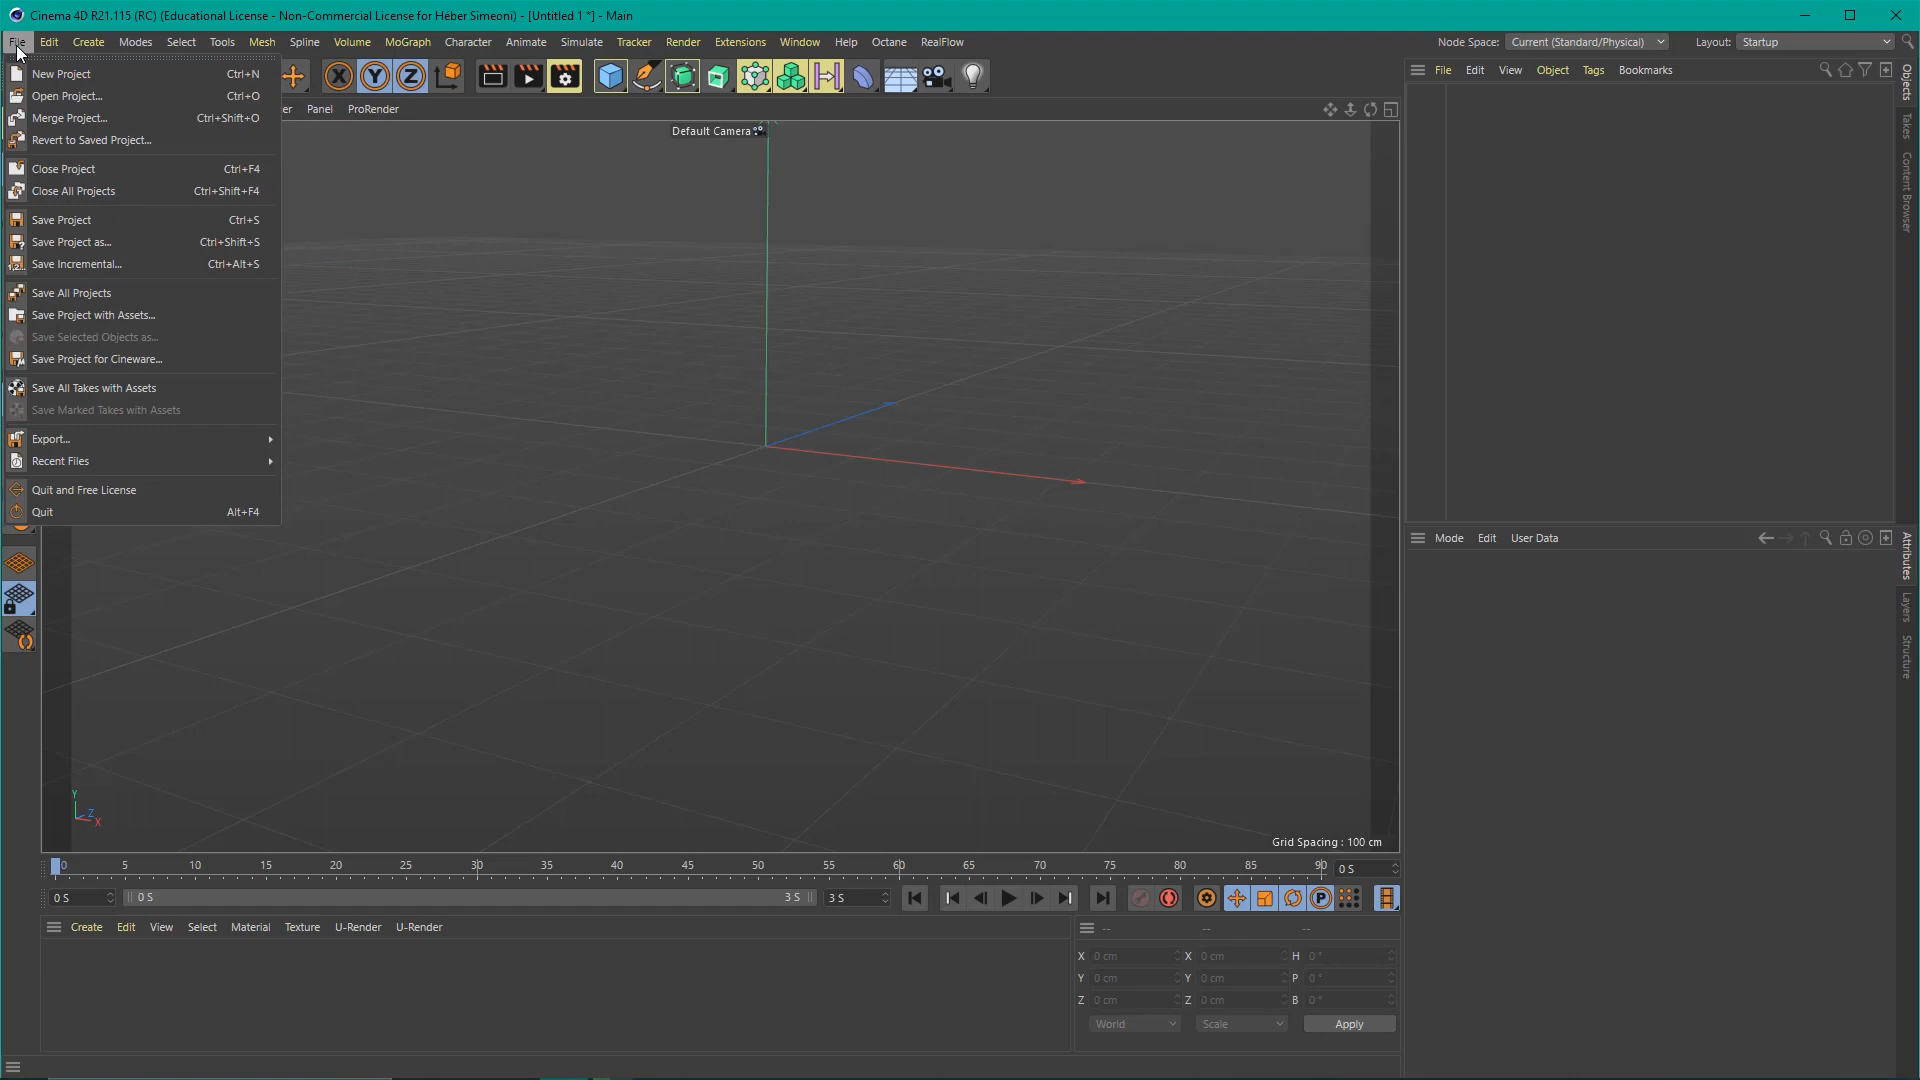 Cinema 4D R21.115 (RC) (Educational License - Non-Commercial License for Héber Simeoni) - [Untitled 1 *] - Main
File Edit Create Modes Select Tools Mesh Spline Volume MoGraph Character Animate Simulate Tracker Render Extensions Window Help Octane RealFlow Node Space: Current (Standard/Physical) Layout: Startup
New Project Ctrl+N
Open Project... Ctrl+O
Merge Project... Ctrl+Shift+O
Revert to Saved Project...
Close Project Ctrl+F4
Close All Projects Ctrl+Shift+F4
Save Project Ctrl+S
Save Project as... Ctrl+Shift+S
Save Incremental... Ctrl+Alt+S
Save All Projects
Save Project with Assets...
Save Selected Objects as...
Save Project for Cineware...
Save All Takes with Assets
Save Marked Takes with Assets
Export...
Recent Files
Quit and Free License
Quit Alt+F4
X Y Z
er Panel ProRender
Default Camera
Y
Z
X
Grid Spacing : 100 cm
File Edit View Object Tags Bookmarks
Objects
Takes
Content Browser
Mode Edit User Data
Attributes
Layers
Structure
0 5 10 15 20 25 30 35 40 45 50 55 60 65 70 75 80 85 90 0 S
0 S 0 S 3 S 3 S P
Create Edit View Select Material Texture U-Render U-Render
-- -- --
X 0 cm X 0 cm H 0 °
Y 0 cm Y 0 cm P 0 °
Z 0 cm Z 0 cm B 0 °
World Scale Apply